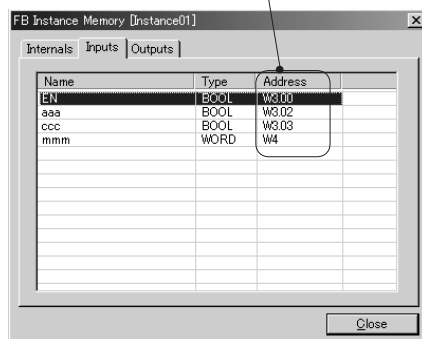 FB Instance Memory [Instance01]
Internals Inputs Outputs
Name Type Address
EN BOOL W3.00
aaa BOOL W3.02
ccc BOOL W3.03
mmm WORD W4
Close